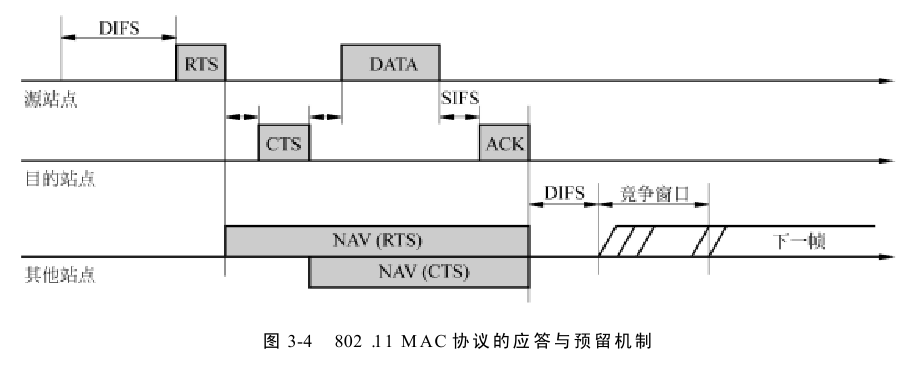 DIFS
RTS
DATA
源站点
SIFS
CTS
ACK
目的站点
DIFS
竞争窗口
NAV (RTS)
下一帧
其他站点
NAV (CTS)
图 3-4 802 .11 MAC 协议的应答与预留机制